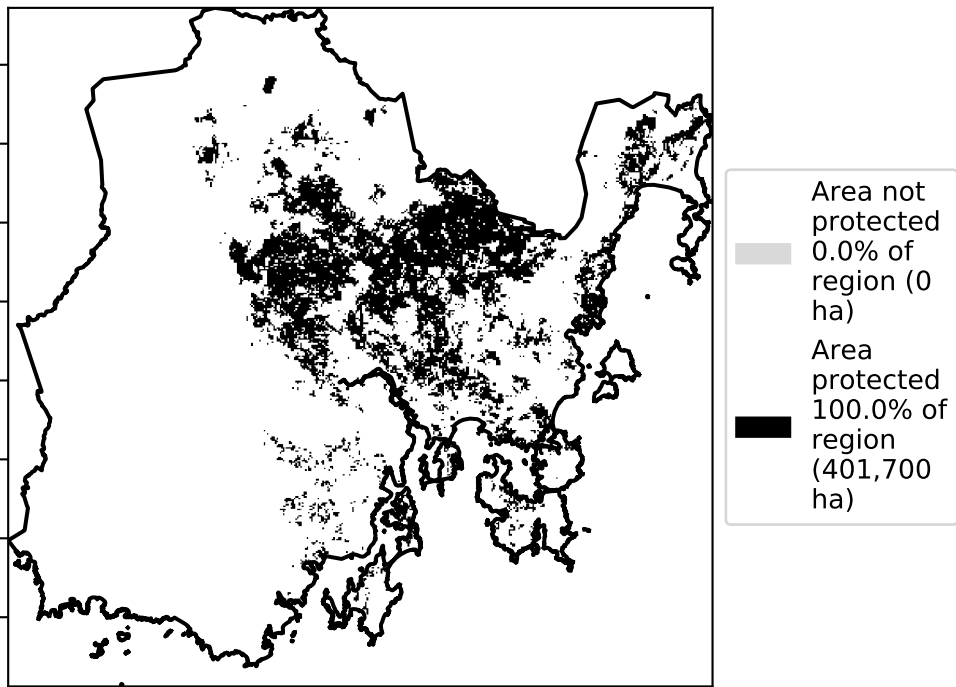 Area not
protected
0.0% of
region (0
ha)
Area
protected
100.0% of
region
(401,700
ha)